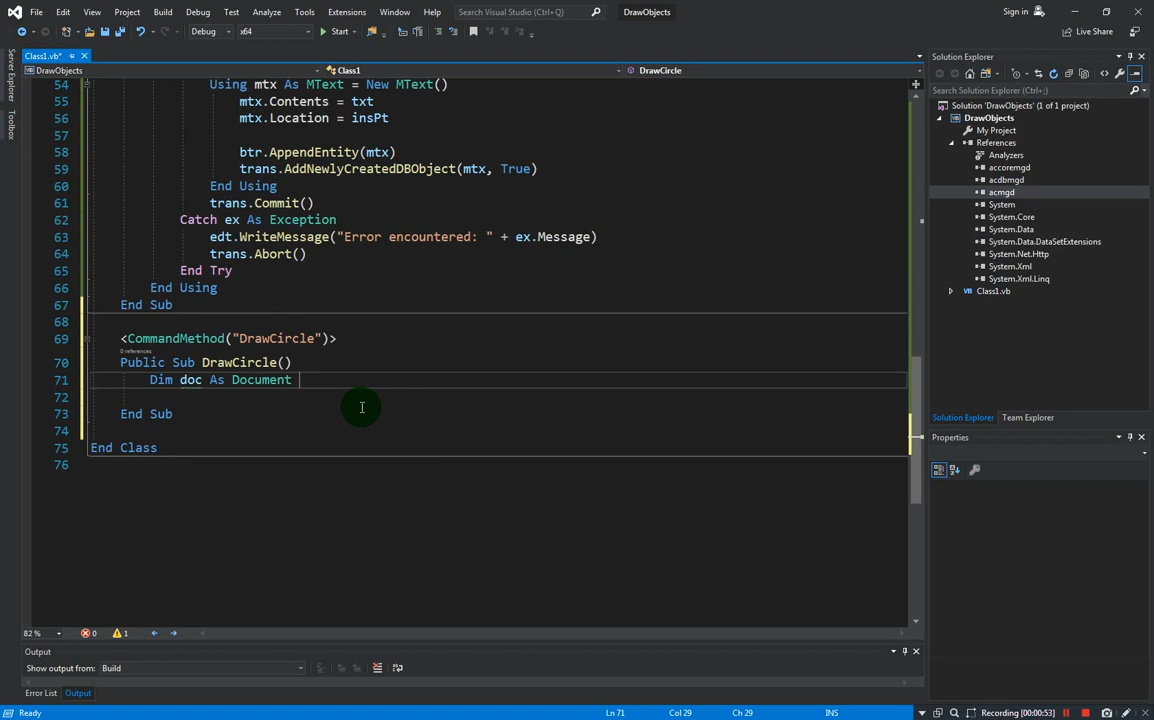 File Edit View Project Build Debug Test Analyze Tools Extensions Window Help Search Visual Studio (Ctrl+Q) DrawObjects Sign in
Debug x64 Start Live Share
Server Explorer
Toolbox
Class1.vb*
DrawObjects Class1 DrawCircle
54 Using mtx As MText = New MText()
55 mtx.Contents = txt
56 mtx.Location = insPt
57
58 btr.AppendEntity(mtx)
59 trans.AddNewlyCreatedDBObject(mtx, True)
60 End Using
61 trans.Commit()
62 Catch ex As Exception
63 edt.WriteMessage("Error encountered: " + ex.Message)
64 trans.Abort()
65 End Try
66 End Using
67 End Sub
68
69 <CommandMethod("DrawCircle")>
0 references
70 Public Sub DrawCircle()
71 Dim doc As Document
72
73 End Sub
74
75 End Class
76
82 % 0 1
Output
Show output from: Build
Error List Output
Solution Explorer
Search Solution Explorer (Ctrl+;)
Solution 'DrawObjects' (1 of 1 project)
DrawObjects
My Project
References
Analyzers
accoremgd
acdbmgd
acmgd
System
System.Core
System.Data
System.Data.DataSetExtensions
System.Net.Http
System.Xml
System.Xml.Linq
VB Class1.vb
Solution Explorer Team Explorer
Properties
Ready Ln 71 Col 29 Ch 29 INS Recording [00:00:53]